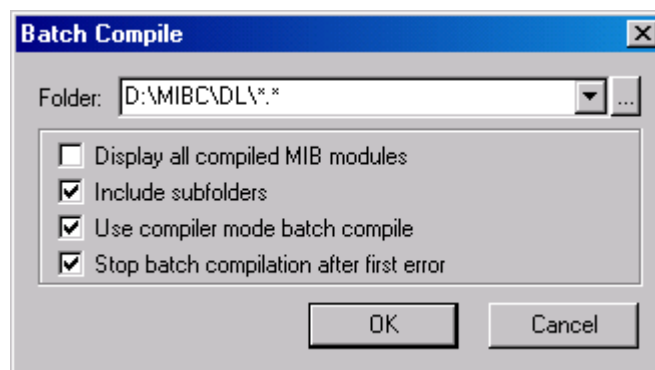 Batch Compile
Folder: D:\MIBC\DL\*.* ...
Display all compiled MIB modules
Include subfolders
Use compiler mode batch compile
Stop batch compilation after first error
OK Cancel